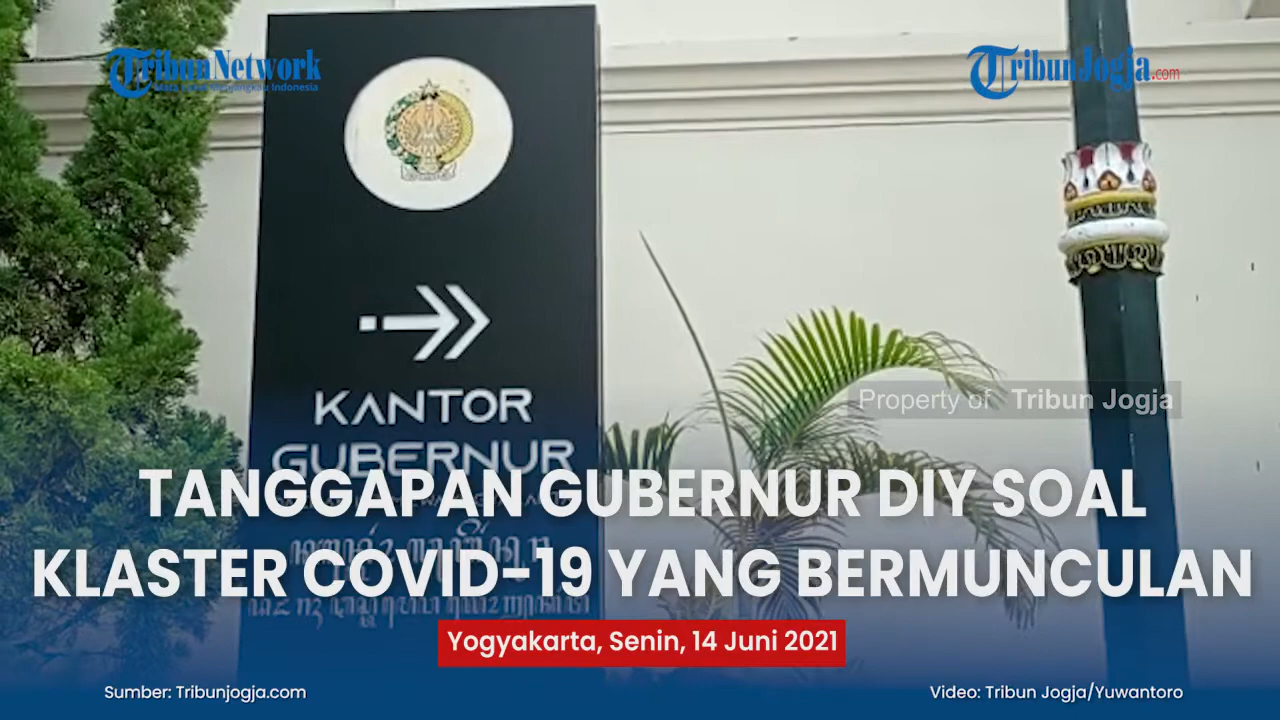 TribunNetwork
TribunJogja.com
KANTOR
GUBERNUR
Property of Tribun Jogja
TANGGAPAN GUBERNUR DIY SOAL
KLASTER COVID-19 YANG BERMUNCULAN
Yogyakarta, Senin, 14 Juni 2021
Sumber: Tribunjogja.com
Video: Tribun Jogja/Yuwantoro